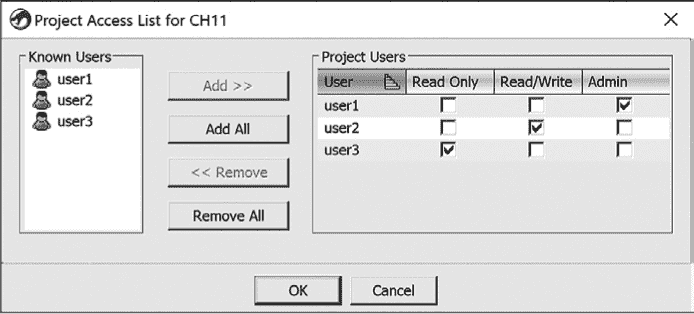 Project Access List for CH11
Known Users
user1
user2
user3
Add >>
Add All
<< Remove
Remove All
Project Users
User Read Only Read/Write Admin
user1
user2
user3
OK
Cancel